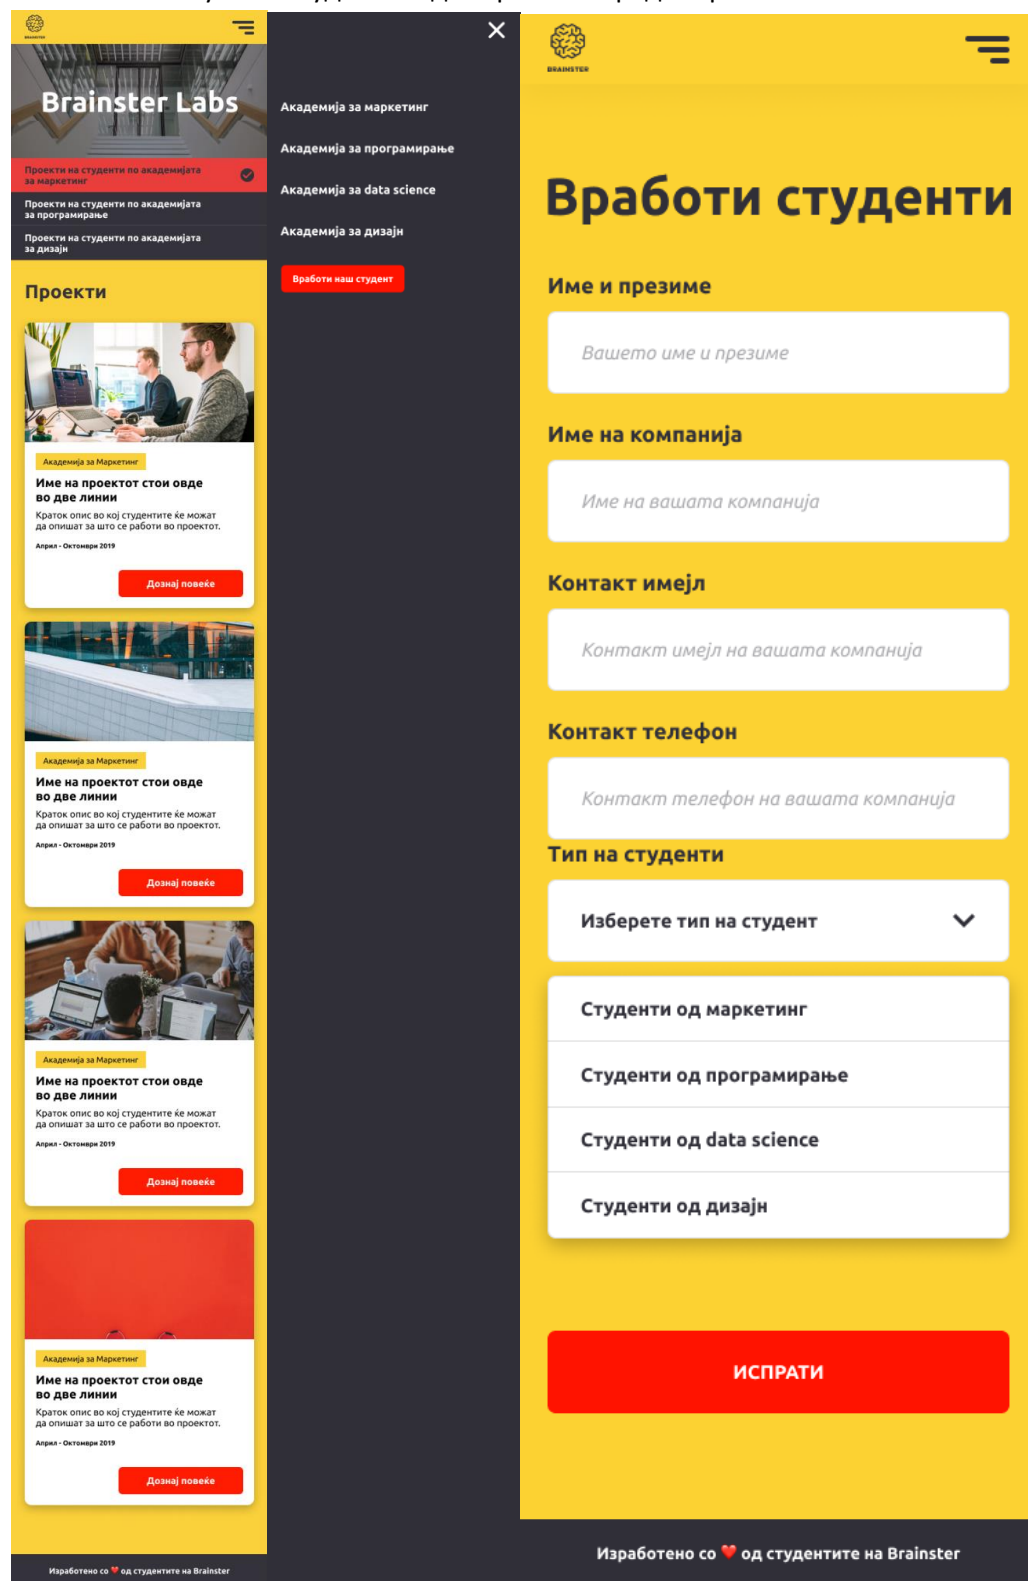 BRAINSTER
Brainster Labs
Проекти на студенти по академијата
за маркетинг
Проекти на студенти по академијата
за програмирање
Проекти на студенти по академијата
за дизајн
Проекти
Академија за Маркетинг
Име на проектот стои овде
во две линии
Краток опис во кој студентите ќе можат
да опишат за што се работи во проектот.
Април - Октомври 2019
Дознај повеќе
Академија за Маркетинг
Име на проектот стои овде
во две линии
Краток опис во кој студентите ќе можат
да опишат за што се работи во проектот.
Април - Октомври 2019
Дознај повеќе
Академија за Маркетинг
Име на проектот стои овде
во две линии
Краток опис во кој студентите ќе можат
да опишат за што се работи во проектот.
Април - Октомври 2019
Дознај повеќе
Академија за Маркетинг
Име на проектот стои овде
во две линии
Краток опис во кој студентите ќе можат
да опишат за што се работи во проектот.
Април - Октомври 2019
Дознај повеќе
Изработено со ❤️ од студентите на Brainster
Академија за маркетинг
Академија за програмирање
Академија за data science
Академија за дизајн
Вработи наш студент
BRAINSTER
Вработи студенти
Име и презиме
Вашето име и презиме
Име на компанија
Име на вашата компанија
Контакт имејл
Контакт имејл на вашата компанија
Контакт телефон
Контакт телефон на вашата компанија
Тип на студенти
Изберете тип на студент
Студенти од маркетинг
Студенти од програмирање
Студенти од data science
Студенти од дизајн
ИСПРАТИ
Изработено со ❤️ од студентите на Brainster